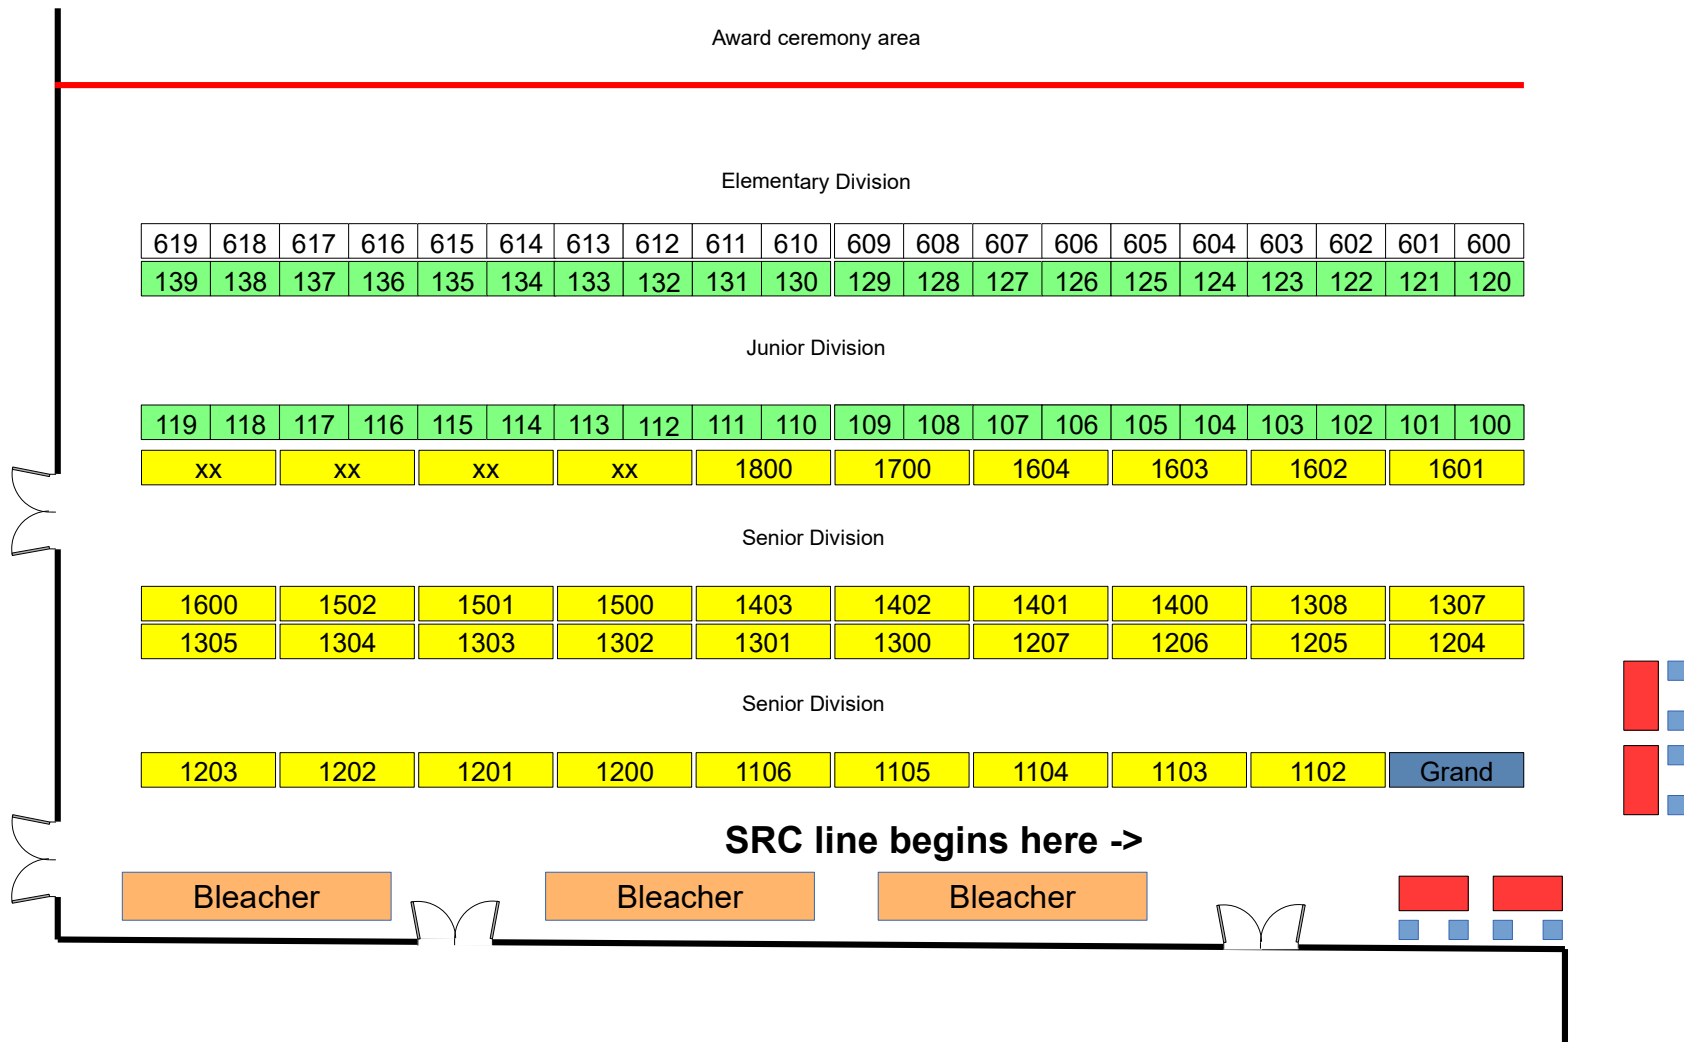 Award ceremony area
Elementary Division
619 618 617 616 615 614 613 612 611 610 609 608 607 606 605 604 603 602 601 600
139 138 137 136 135 134 133 132 131 130 129 128 127 126 125 124 123 122 121 120
Junior Division
119 118 117 116 115 114 113 112 111 110 109 108 107 106 105 104 103 102 101 100
xx xx xx xx 1800 1700 1604 1603 1602 1601
Senior Division
1600 1502 1501 1500 1403 1402 1401 1400 1308 1307
1305 1304 1303 1302 1301 1300 1207 1206 1205 1204
Senior Division
1203 1202 1201 1200 1106 1105 1104 1103 1102 Grand
SRC line begins here ->
Bleacher Bleacher Bleacher